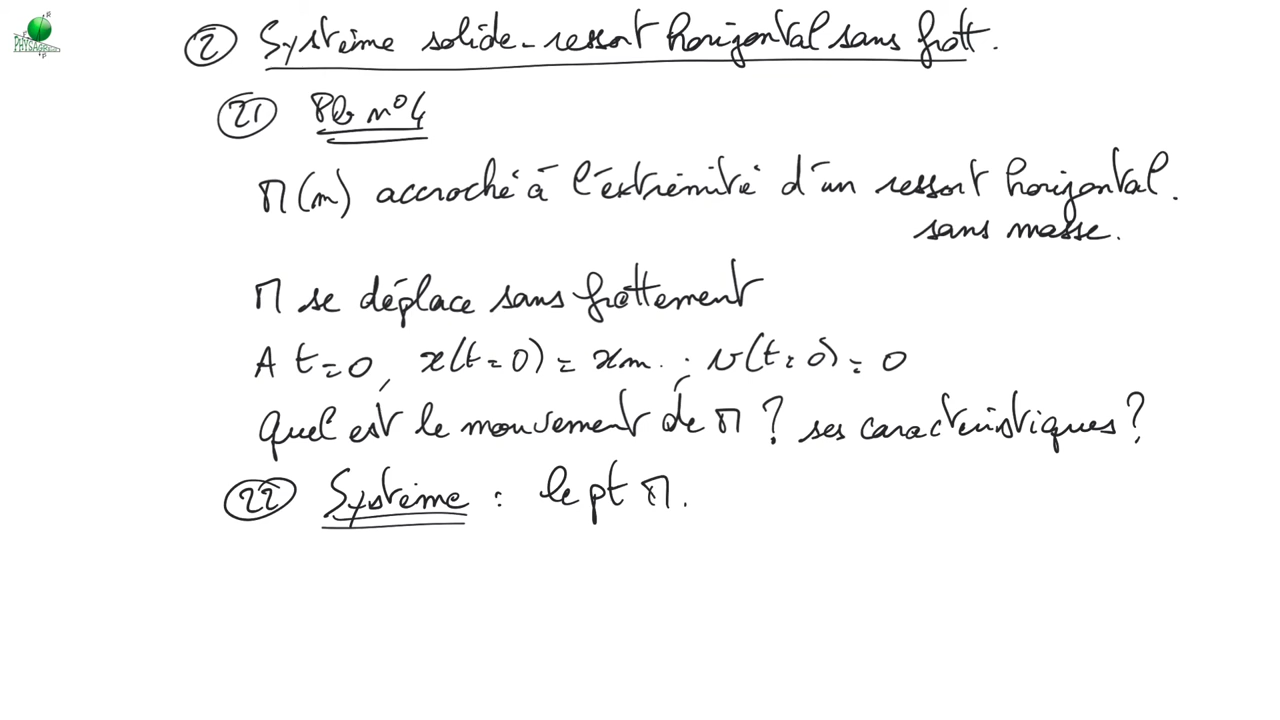 PHYSAGREG
② Système solide-ressort horizontal sans frott.
㉑ Pb n°4
M(m) accroché à l'extrémité d'un ressort horizontal.
sans masse.
M se déplace sans frottement
A t=0, x(t=0) = xm ; v(t=0) = 0
Quel est le mouvement de M ? ses caractéristiques ?
㉒ Système : le pt M.